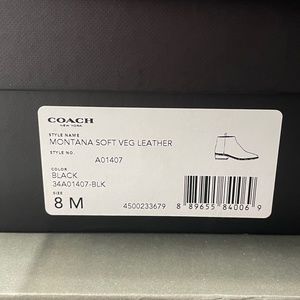 COACH
NEW YORK
STYLE NAME
MONTANA SOFT VEG LEATHER
STYLE NO.
A01407
COLOR
BLACK
34A01407-BLK
SIZE
8 M
4500233679
8 89655 84006 9